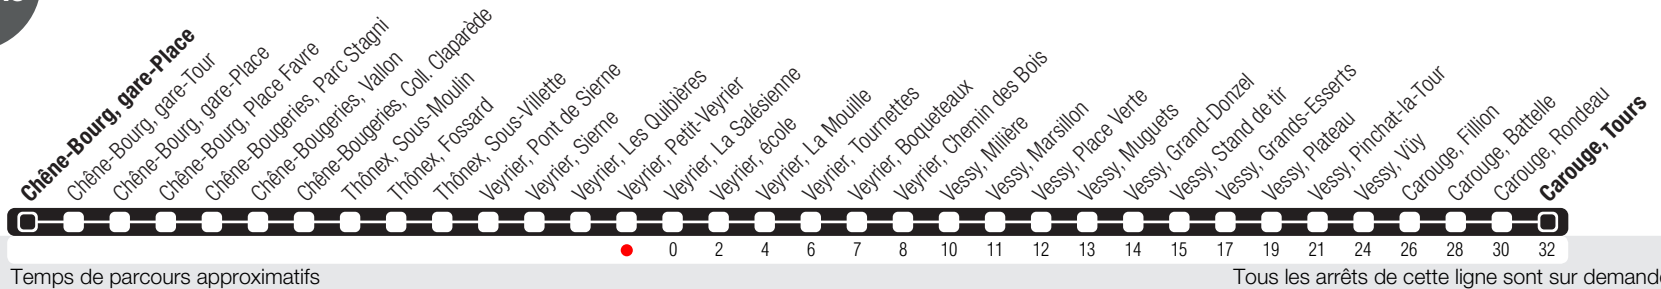 Chêne-Bourg, gare-Place
Chêne-Bourg, gare-Tour
Chêne-Bourg, gare-Place
Chêne-Bourg, Place Favre
Chêne-Bougeries, Parc Stagni
Chêne-Bougeries, Vallon
Chêne-Bougeries, Coll. Claparède
Thônex, Sous-Moulin
Thônex, Fossard
Thônex, Sous-Villette
Veyrier, Pont de Sierne
Veyrier, Sierne
Veyrier, Les Quibières
Veyrier, Petit-Veyrier
Veyrier, La Salésienne
Veyrier, école
Veyrier, La Mouille
Veyrier, Tournettes
Veyrier, Boqueteaux
Veyrier, Chemin des Bois
Vessy, Milière
Vessy, Marsillon
Vessy, Place Verte
Vessy, Muguets
Vessy, Grand-Donzel
Vessy, Stand de tir
Vessy, Grands-Esserts
Vessy, Plateau
Vessy, Pinchat-la-Tour
Vessy, Vüy
Carouge, Fillion
Carouge, Battelle
Carouge, Rondeau
Carouge, Tours
0 2 4 6 7 8 10 11 12 13 14 15 17 19 21 24 26 28 30 32
Temps de parcours approximatifs
Tous les arrêts de cette ligne sont sur demande